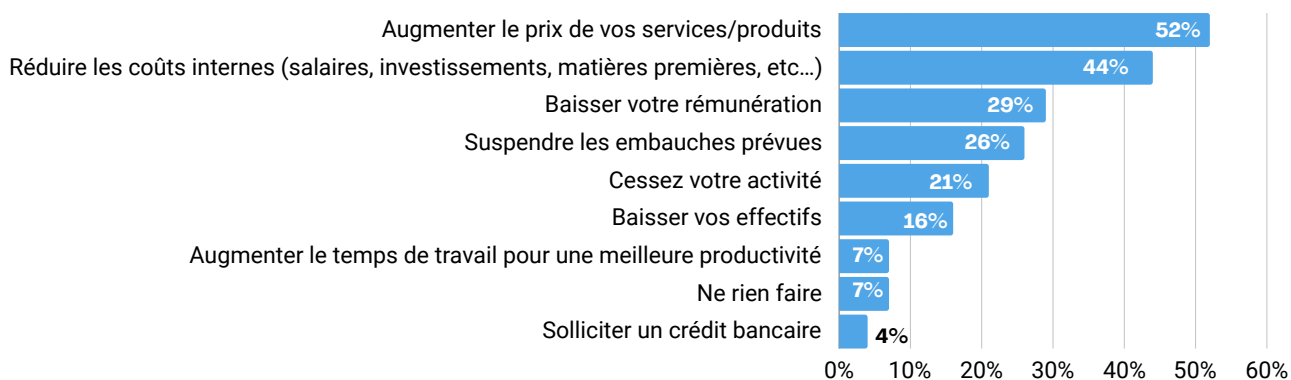 Augmenter le prix de vos services/produits 52%
Réduire les coûts internes (salaires, investissements, matières premières, etc…) 44%
Baisser votre rémunération 29%
Suspendre les embauches prévues 26%
Cessez votre activité 21%
Baisser vos effectifs 16%
Augmenter le temps de travail pour une meilleure productivité 7%
Ne rien faire 7%
Solliciter un crédit bancaire 4%
0% 10% 20% 30% 40% 50% 60%